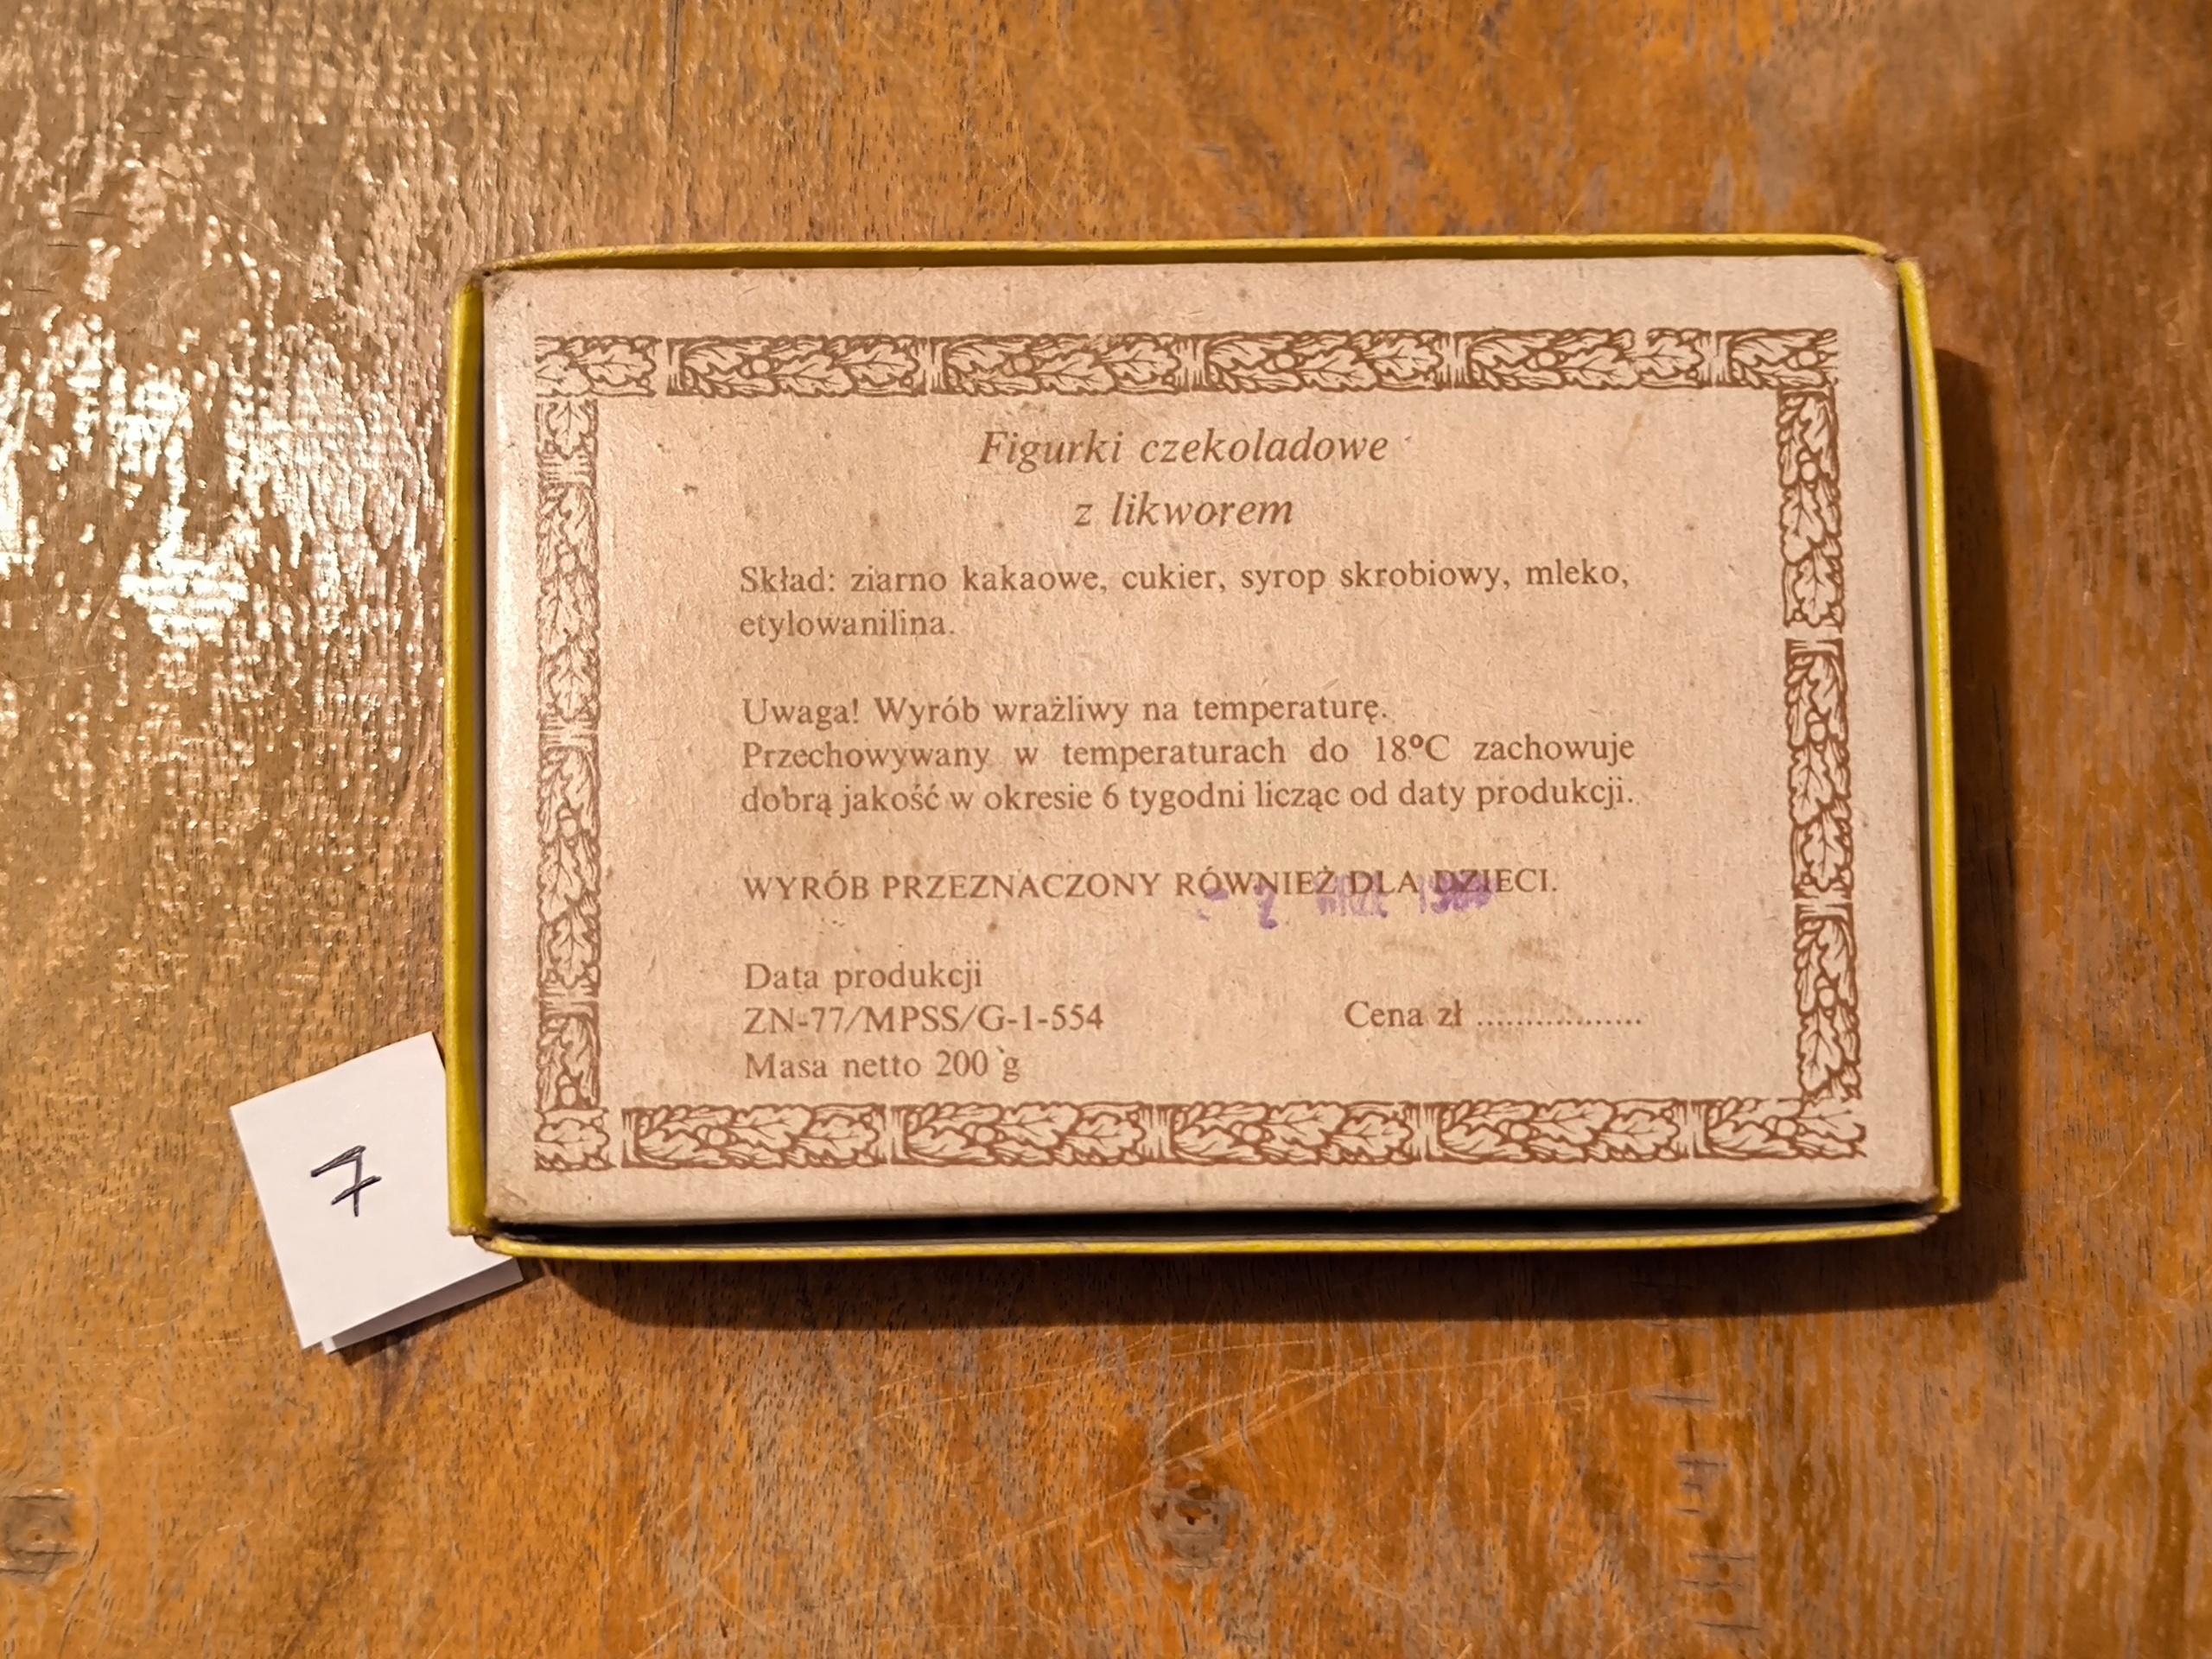 Figurki czekoladowe
z likworem
Skład: ziarno kakaowe, cukier, syrop skrobiowy, mleko,
etylowanilina.
Uwaga! Wyrób wrażliwy na temperaturę.
Przechowywany w temperaturach do 18°C zachowuje
dobrą jakość w okresie 6 tygodni licząc od daty produkcji.
WYRÓB PRZEZNACZONY RÓWNIEŻ DLA DZIECI.
Data produkcji
ZN-77/MPSS/G-1-554
Cena zł .................
Masa netto 200 g
7